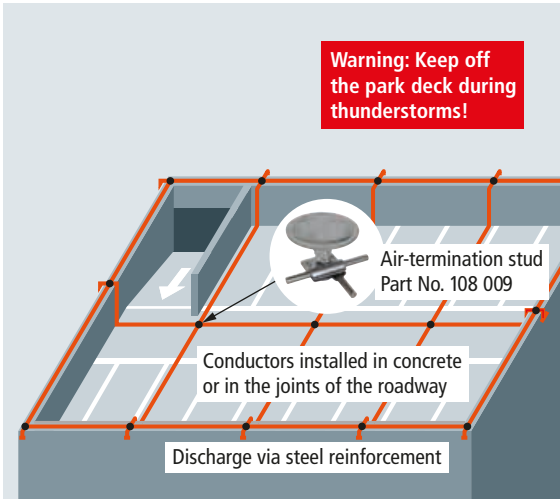 Warning: Keep off
the park deck during
thunderstorms!
Air-termination stud
Part No. 108 009
Conductors installed in concrete
or in the joints of the roadway
Discharge via steel reinforcement